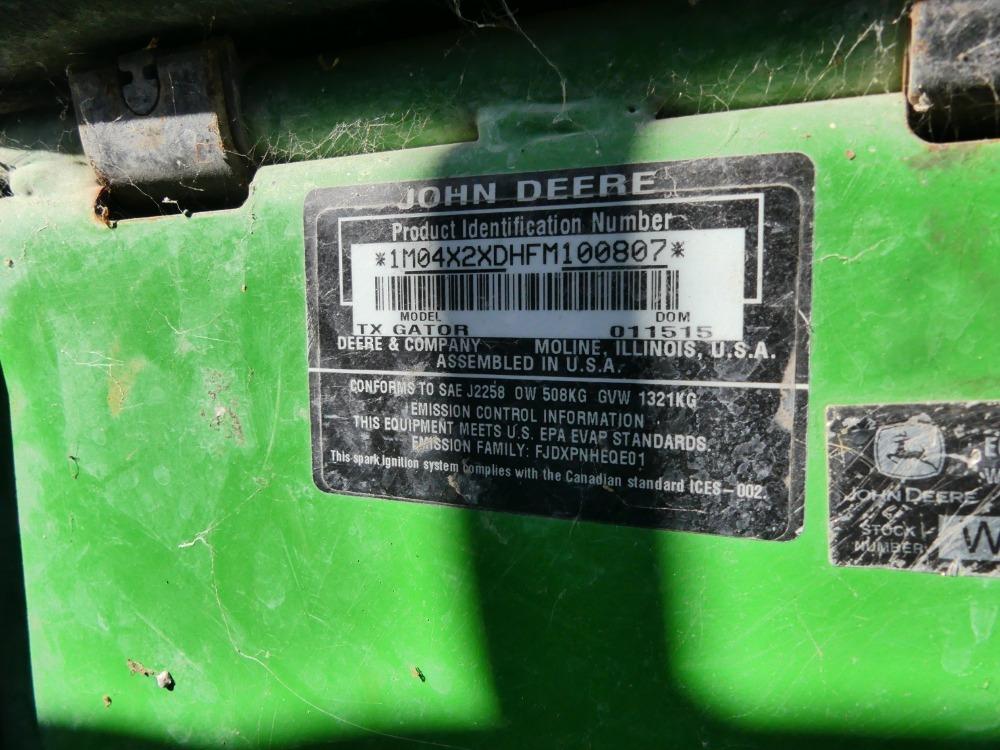 JOHN DEERE
Product Identification Number
*1M04X2XDHFM100807*
MODEL DOM
TX GATOR 011515
DEERE & COMPANY MOLINE, ILLINOIS, U.S.A.
ASSEMBLED IN U.S.A.
CONFORMS TO SAE J2258 OW 508KG GVW 1321KG
EMISSION CONTROL INFORMATION
THIS EQUIPMENT MEETS U.S. EPA EVAP STANDARDS.
EMISSION FAMILY: FJDXPNHEQE01
This spark ignition system complies with the Canadian standard ICES-002.
JOHN DEERE
STOCK
NUMBER
W